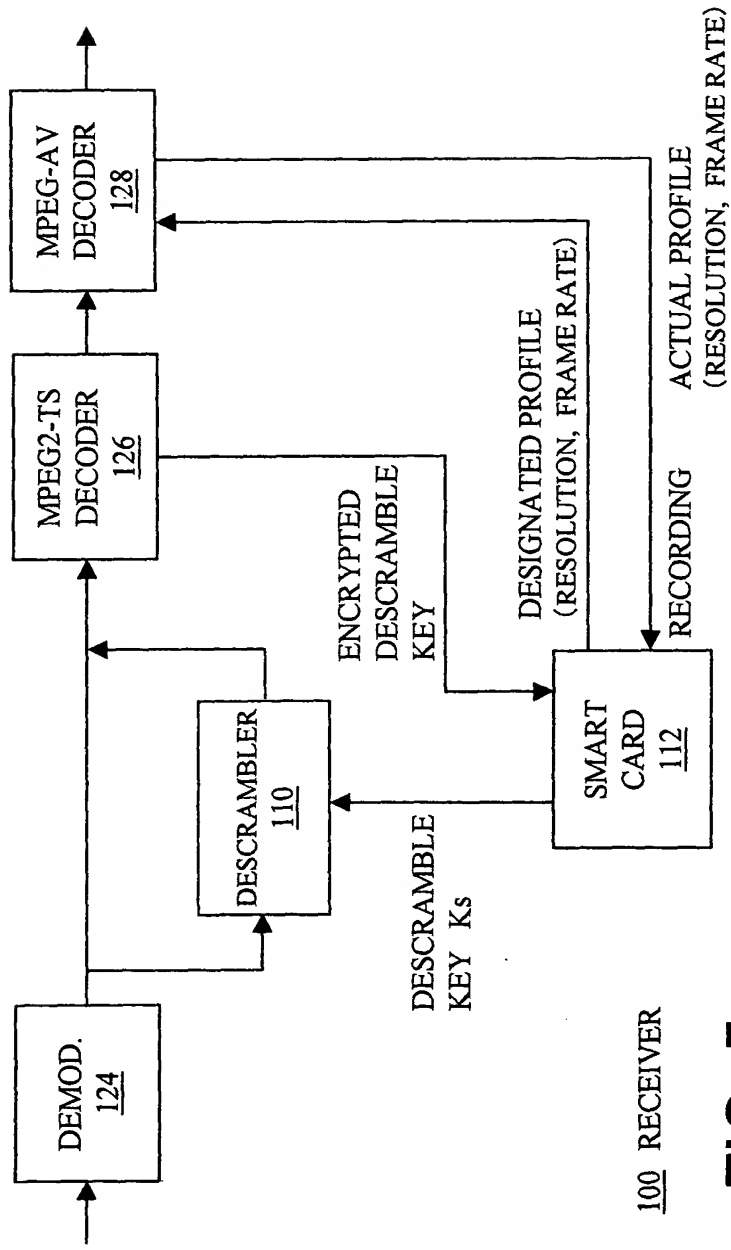 DEMOD.
124
MPEG2-TS
DECODER
126
MPEG-AV
DECODER
128
DESCRAMBLER
110
ENCRYPTED
DESCRAMBLE
KEY
DESCRAMBLE
KEY Ks
DESIGNATED PROFILE
(RESOLUTION, FRAME RATE)
SMART
CARD
112
RECORDING
ACTUAL PROFILE
(RESOLUTION, FRAME RATE)
100 RECEIVER